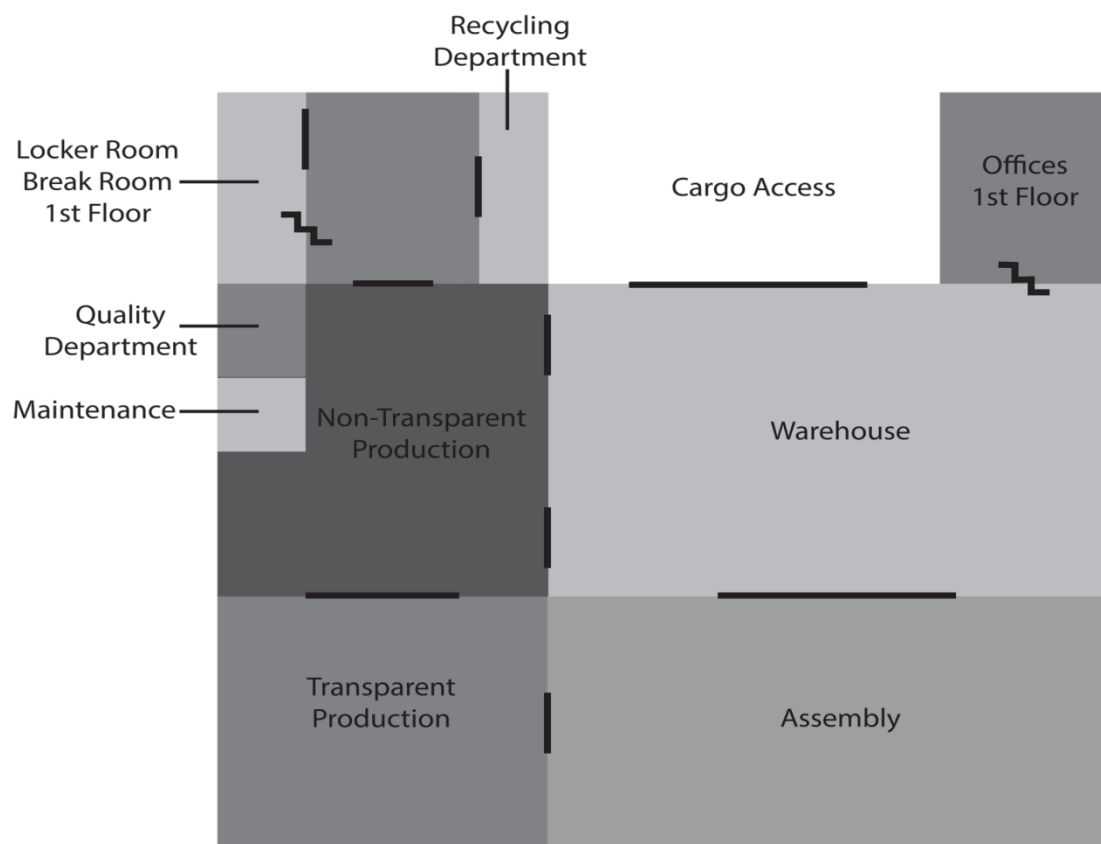 Recycling
Department
Locker Room
Break Room
1st Floor
Cargo Access
Offices
1st Floor
Quality
Department
Maintenance
Non-Transparent
Production
Warehouse
Transparent
Production
Assembly